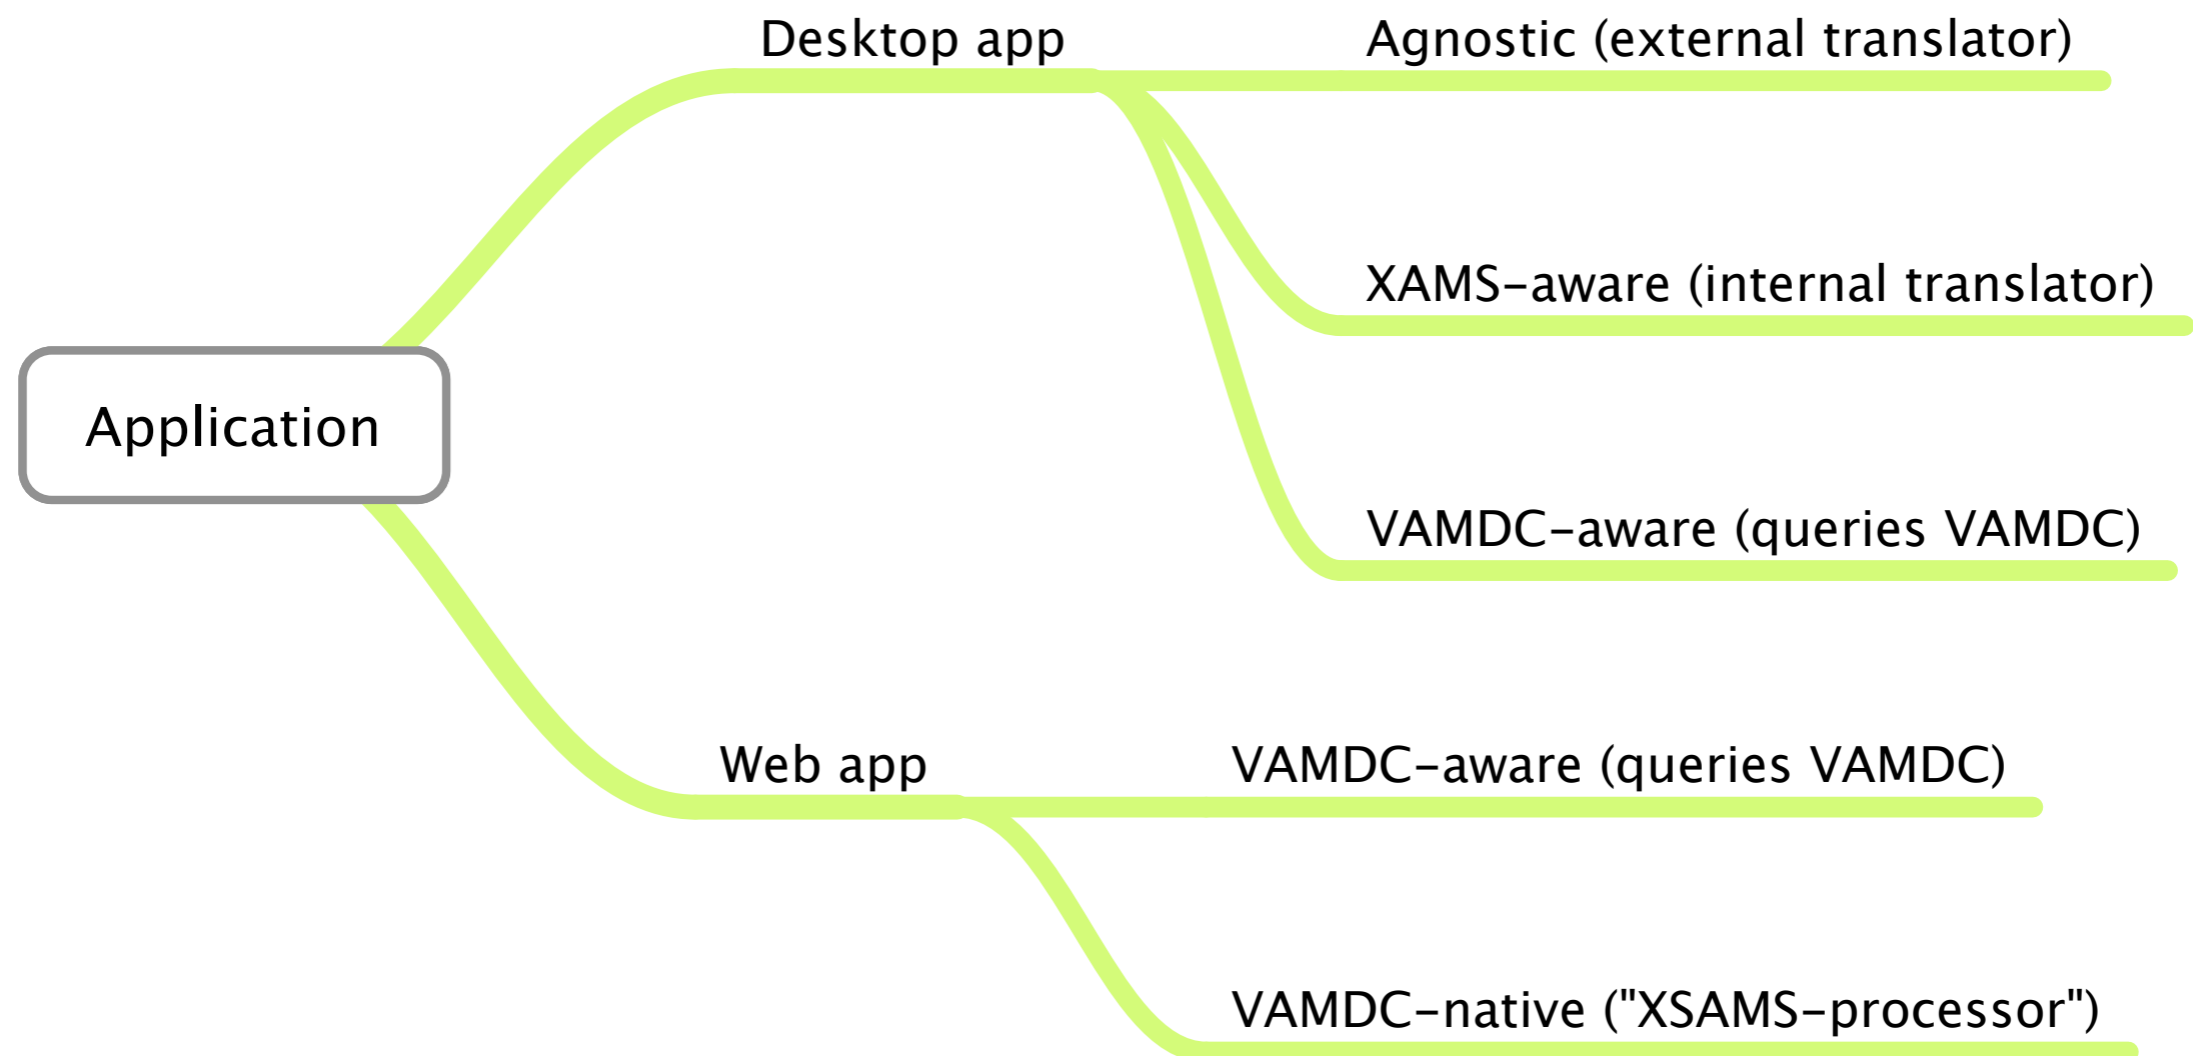 Desktop app
Agnostic (external translator)
XAMS-aware (internal translator)
Application
VAMDC-aware (queries VAMDC)
Web app
VAMDC-aware (queries VAMDC)
VAMDC-native ("XSAMS-processor")